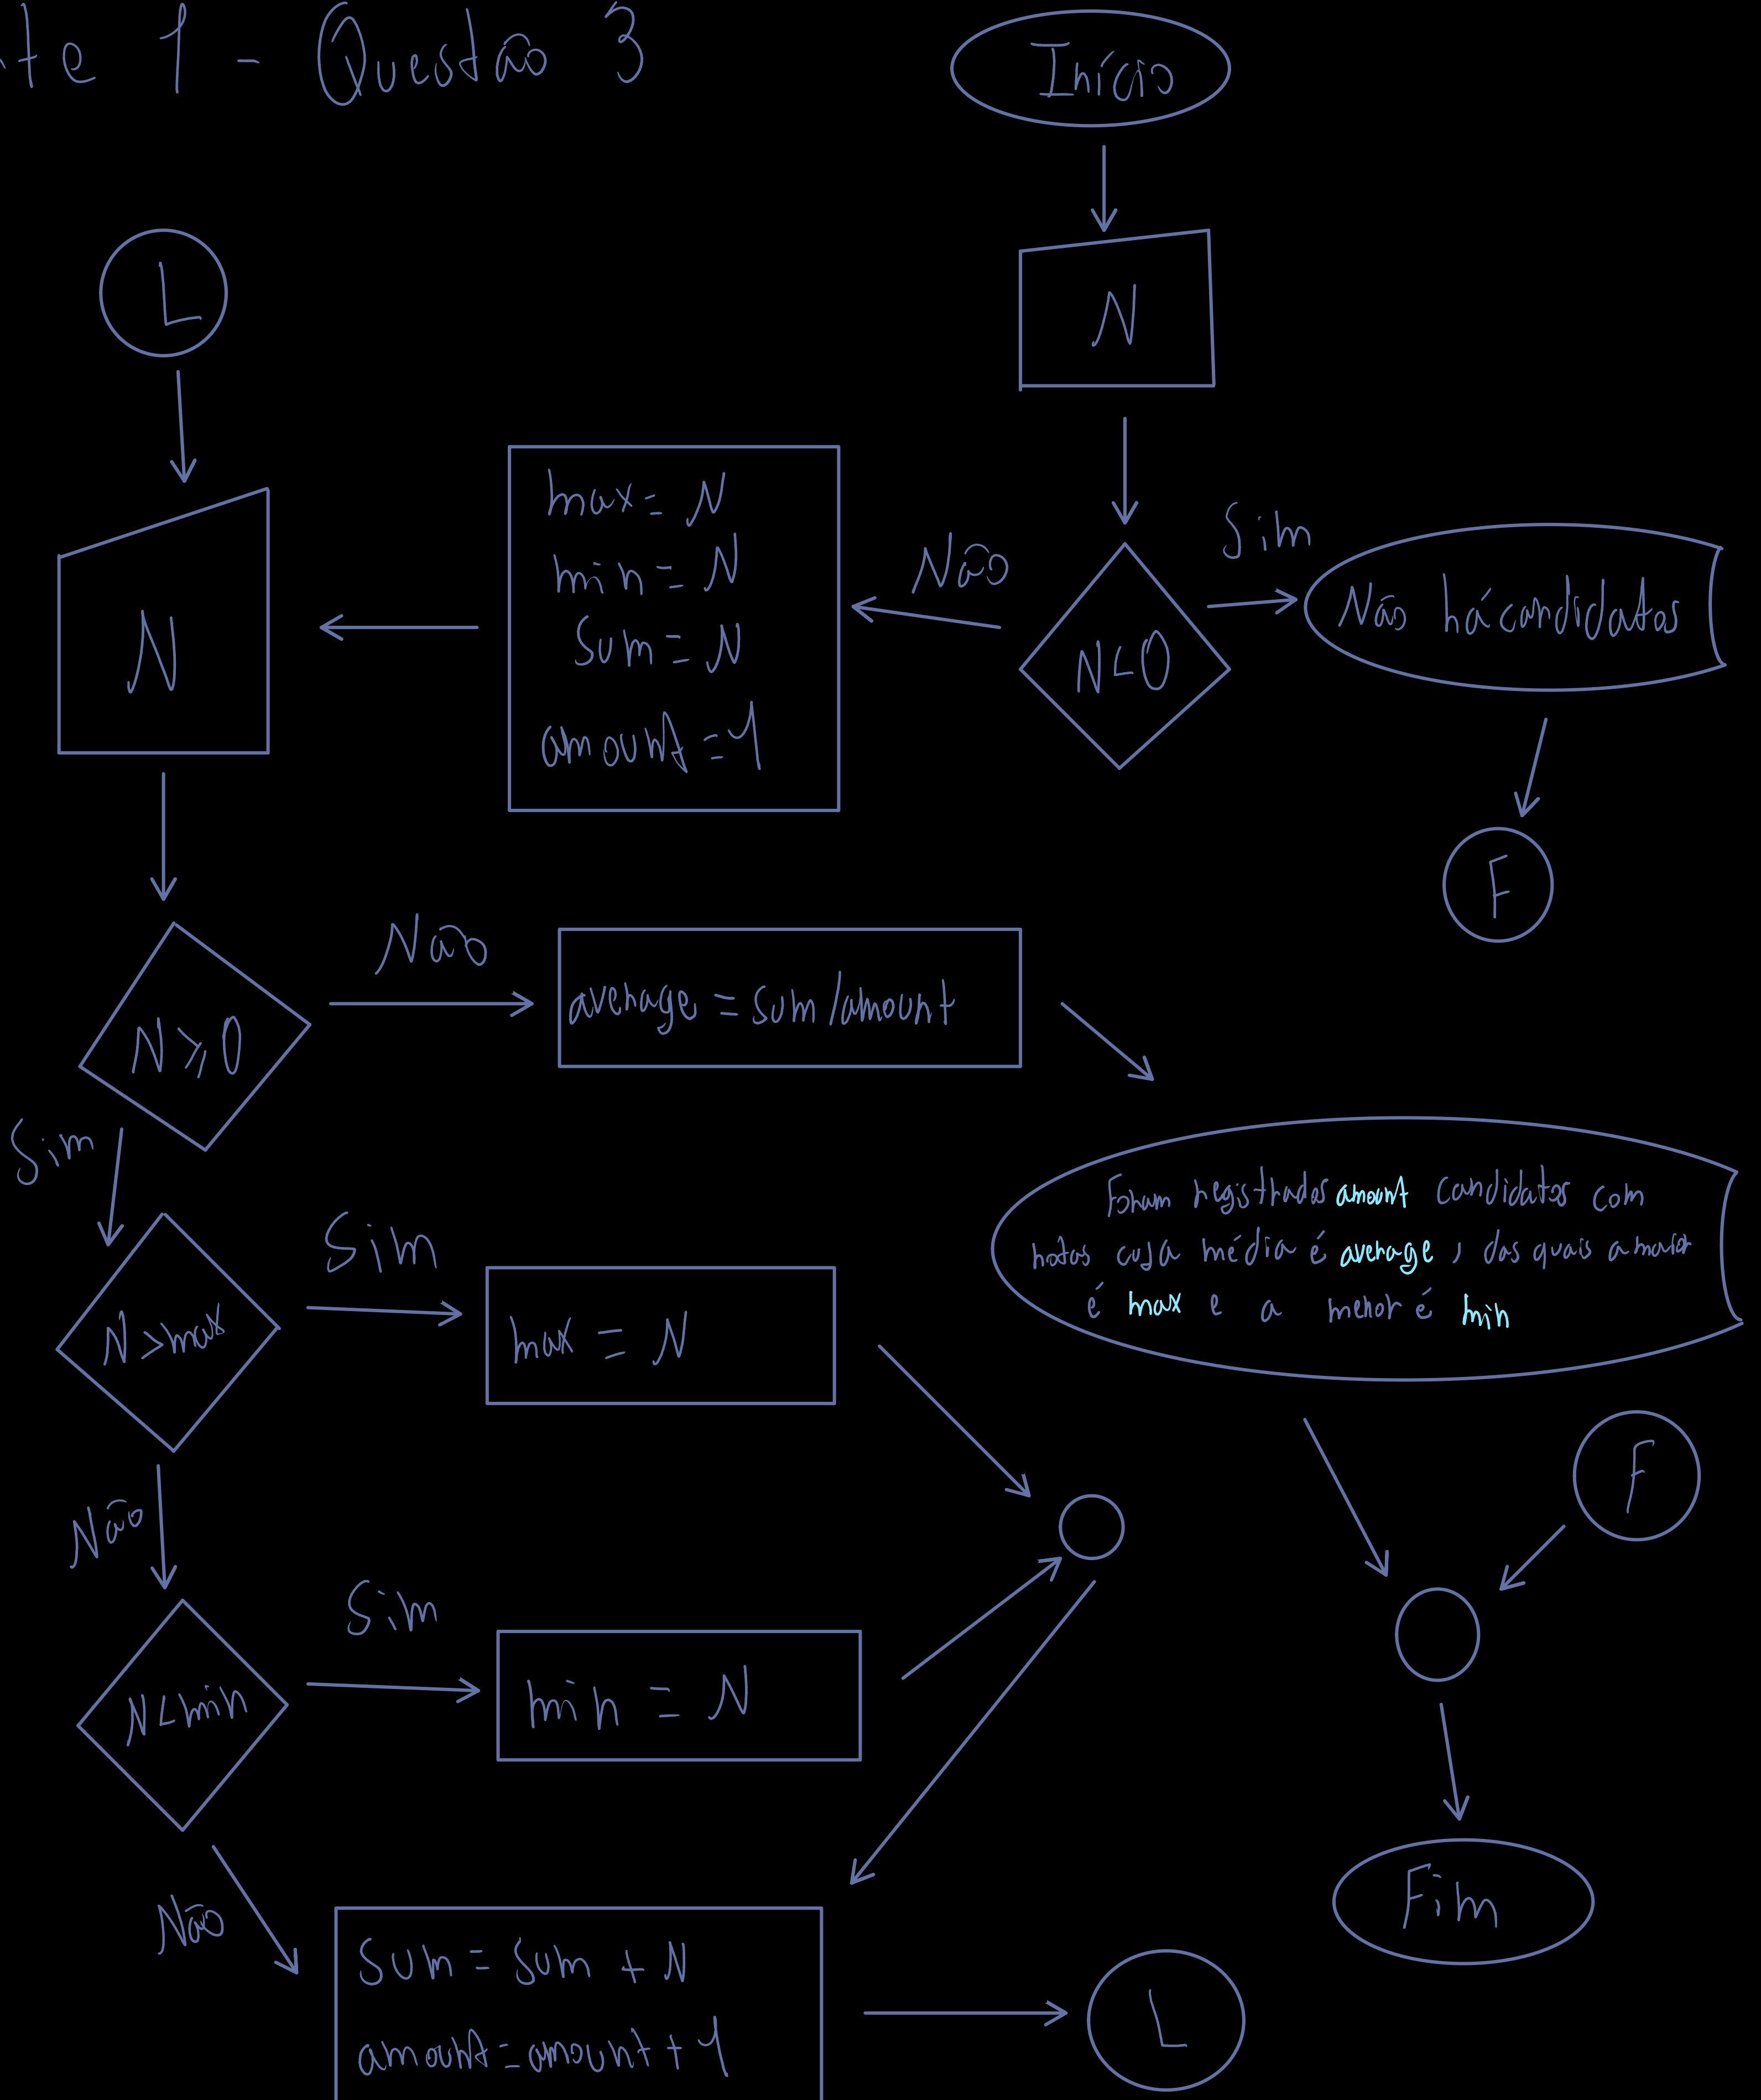 te 1 - Questão 3
Início
N
L
N<0
Sim
Não há candidatos
F
Não
max = N
min = N
sum = N
amount = 1
N
N ⩾ 0
Não
average = sum/amount
Foram registrados amount candidatos com
notas cuja média é average, das quais a maior
é max e a menor é min
Sim
N > max
Sim
max = N
Não
N < min
Sim
min = N
F
Não
sum = sum + N
amount = amount + 1
L
Fim